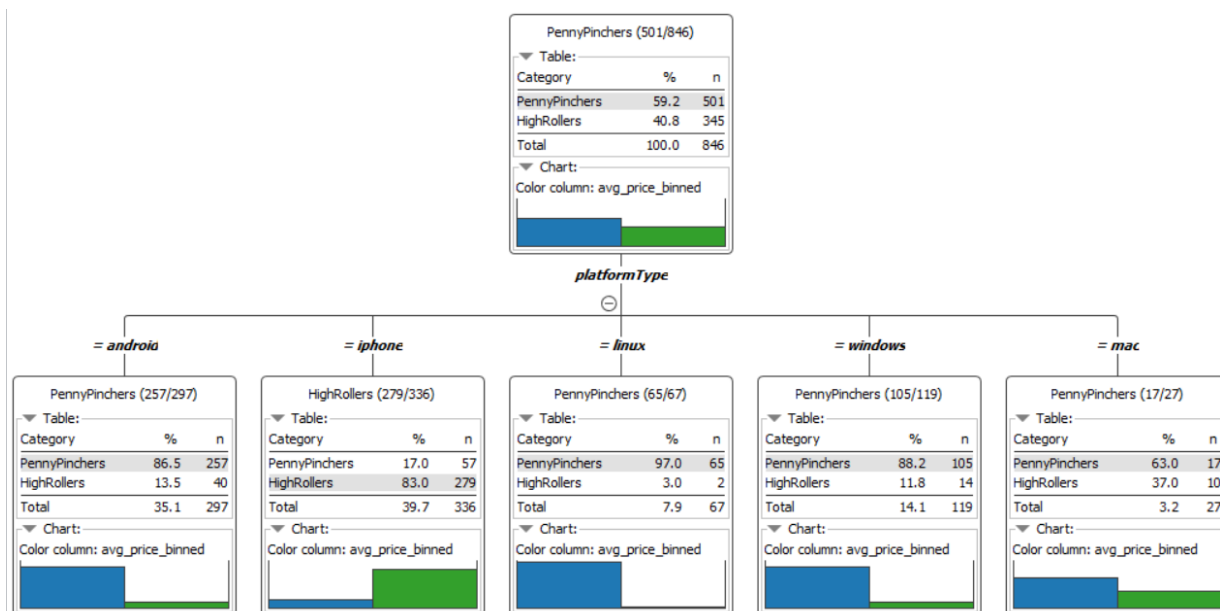 PennyPinchers (501/846)
Table:
Category % n
PennyPinchers 59.2 501
HighRollers 40.8 345
Total 100.0 846
Chart:
Color column: avg_price_binned
platformType
= android
PennyPinchers (257/297)
Table:
Category % n
PennyPinchers 86.5 257
HighRollers 13.5 40
Total 35.1 297
Chart:
Color column: avg_price_binned
= iphone
HighRollers (279/336)
Table:
Category % n
PennyPinchers 17.0 57
HighRollers 83.0 279
Total 39.7 336
Chart:
Color column: avg_price_binned
= linux
PennyPinchers (65/67)
Table:
Category % n
PennyPinchers 97.0 65
HighRollers 3.0 2
Total 7.9 67
Chart:
Color column: avg_price_binned
= windows
PennyPinchers (105/119)
Table:
Category % n
PennyPinchers 88.2 105
HighRollers 11.8 14
Total 14.1 119
Chart:
Color column: avg_price_binned
= mac
PennyPinchers (17/27)
Table:
Category % n
PennyPinchers 63.0 17
HighRollers 37.0 10
Total 3.2 27
Chart:
Color column: avg_price_binned